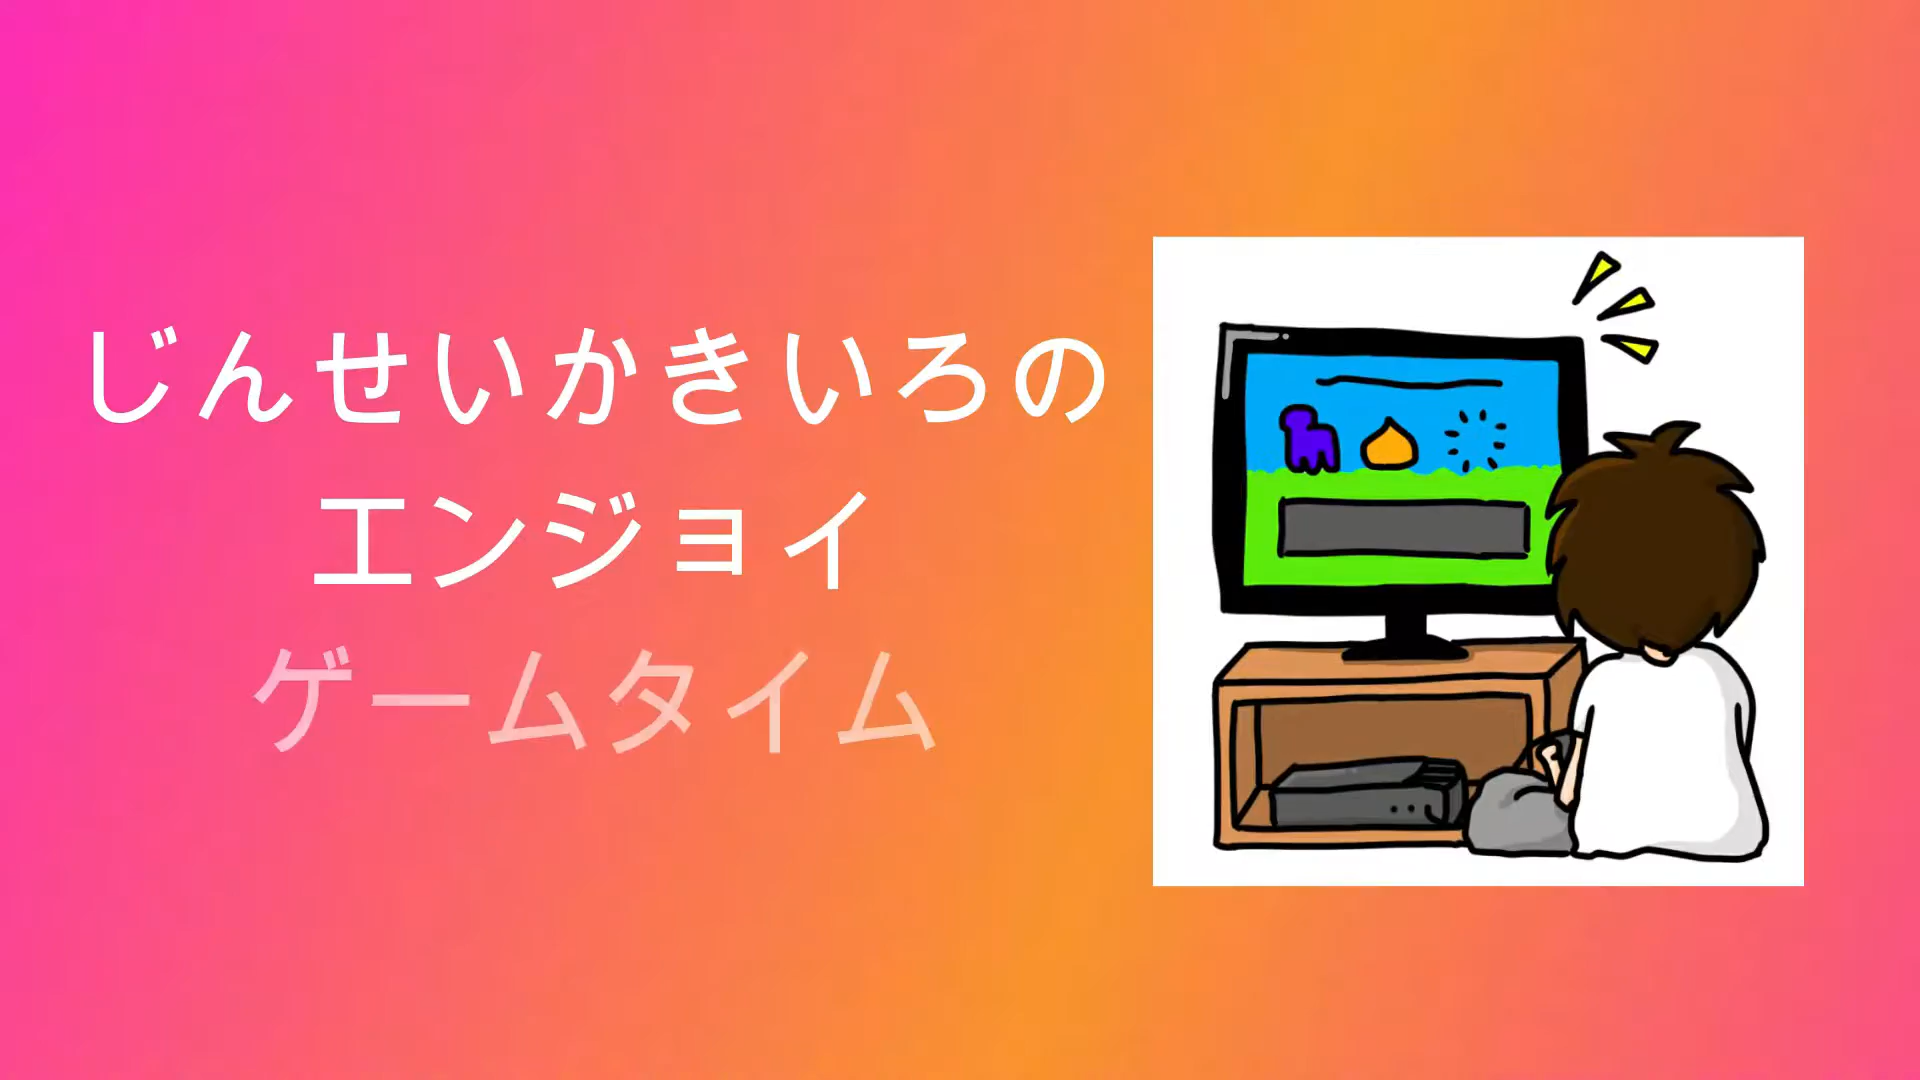 じんせいかきいろの
エンジョイ
ゲームタイム